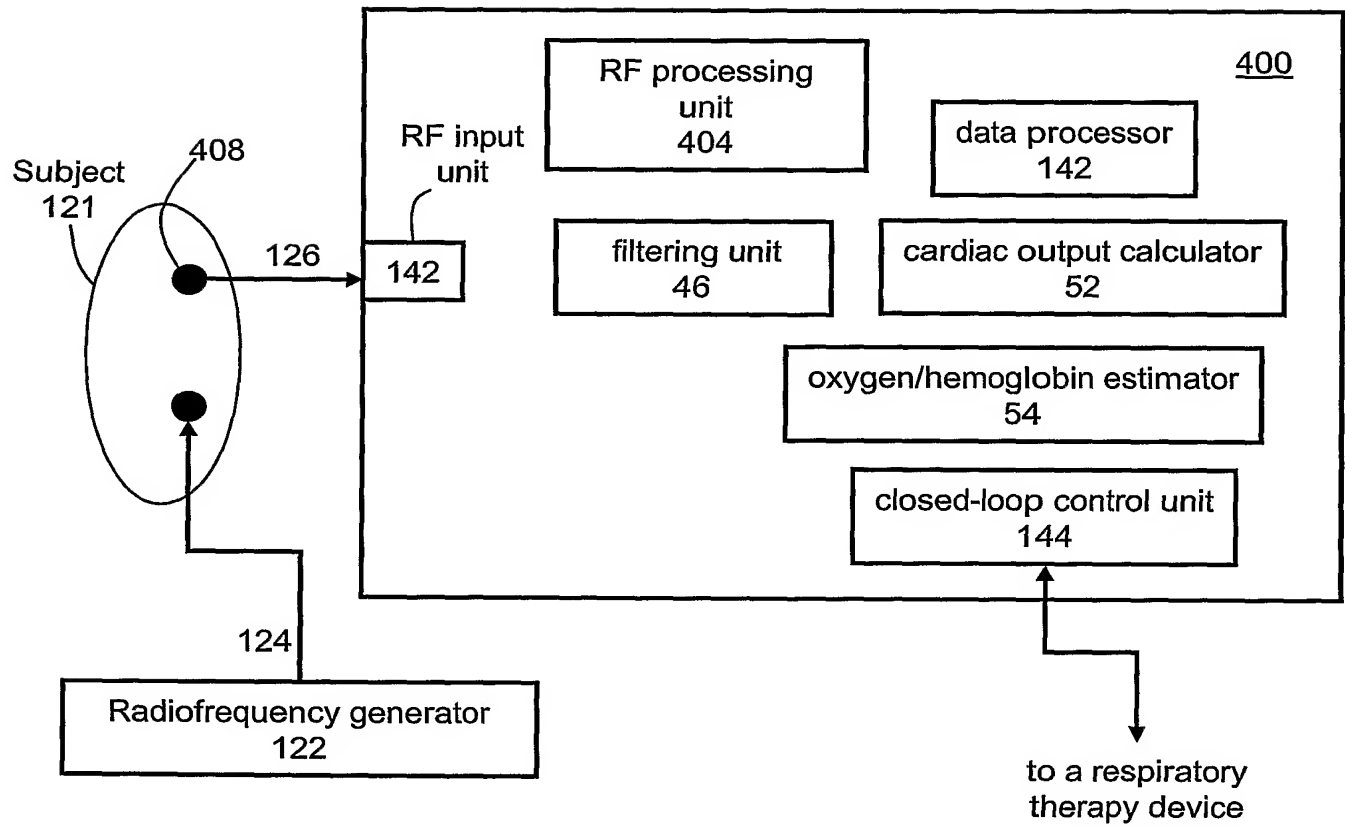 400
RF processing
unit
404
data processor
142
RF input
unit
408
Subject
121
126
142
filtering unit
46
cardiac output calculator
52
oxygen/hemoglobin estimator
54
closed-loop control unit
144
124
Radiofrequency generator
122
to a respiratory
therapy device